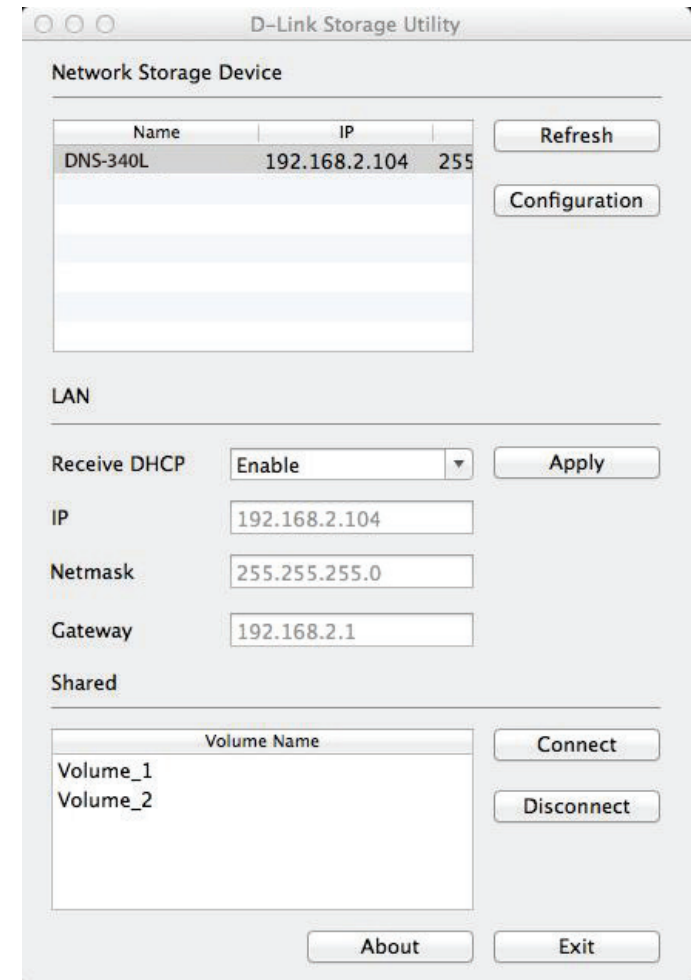 D-Link Storage Utility
Network Storage Device
Name IP
DNS-340L 192.168.2.104 255
Refresh
Configuration
LAN
Receive DHCP Enable Apply
IP 192.168.2.104
Netmask 255.255.255.0
Gateway 192.168.2.1
Shared
Volume Name
Volume_1
Volume_2
Connect
Disconnect
About Exit